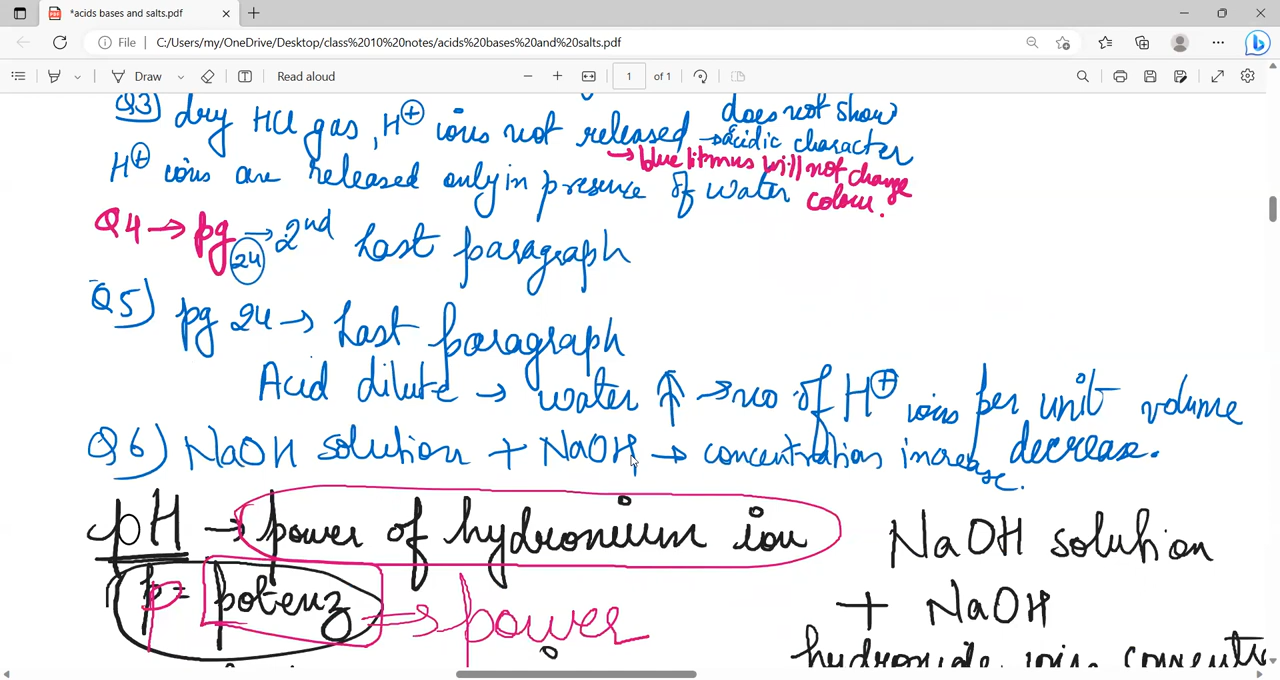 *acids bases and salts.pdf
File C:/Users/my/OneDrive/Desktop/class%2010%20notes/acids%20bases%20and%20salts.pdf
Draw Read aloud 1 of 1
Q3) dry HCl gas, H⊕ ions not released → does not show acidic character
→ blue litmus will not change colour.
H⊕ ions are released only in presence of water
Q4 → pg 24 → 2nd Last paragraph
Q5) pg 24 → Last paragraph
Acid dilute → water ↑ → no of H⊕ ions per unit volume decrease.
Q6) NaOH solution + NaOH → concentrations increase.
pH → power of hydronium ion
p = potenz → power
NaOH solution
+ NaOH
hydroxide ions